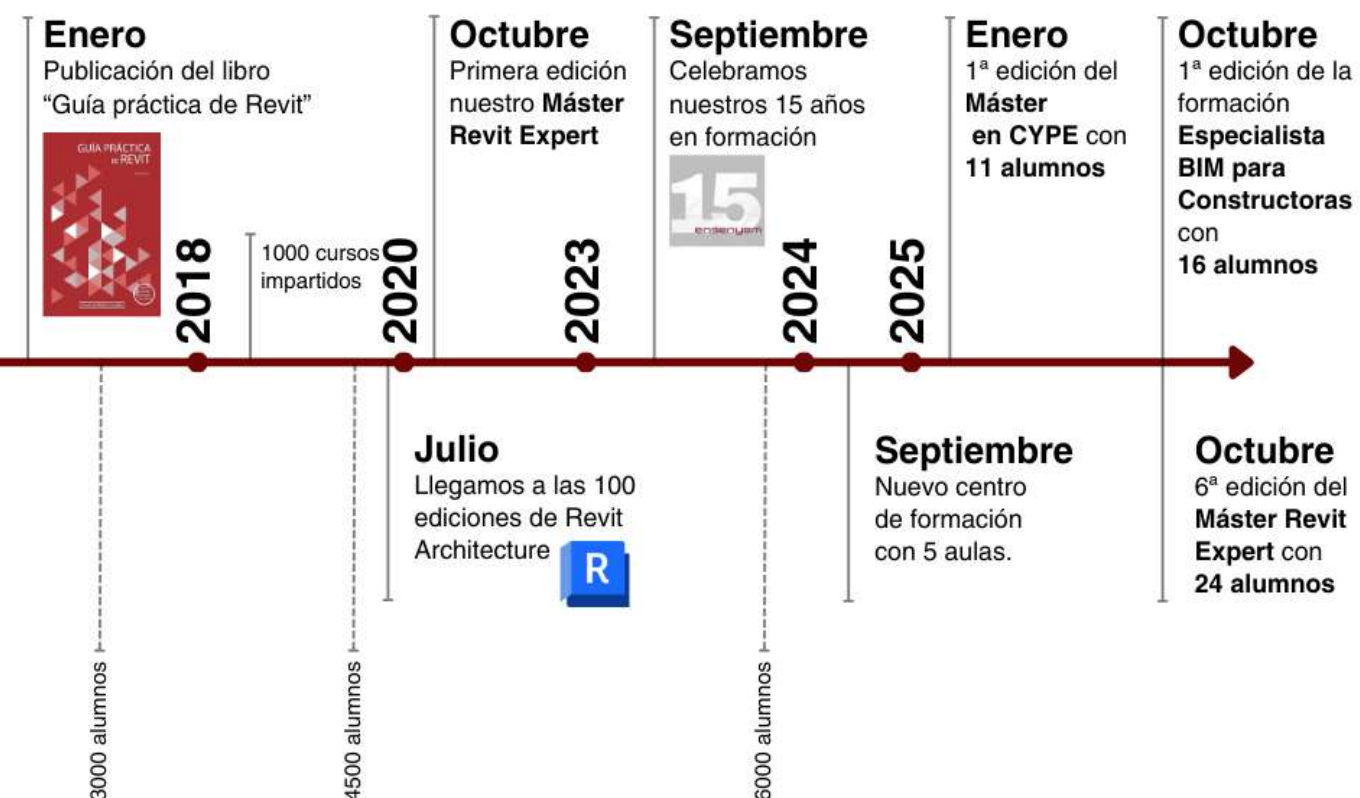 Enero
Publicación del libro
“Guía práctica de Revit”
GUÍA PRÁCTICA
DE REVIT
2018
1000 cursos
impartidos
2020
Octubre
Primera edición
nuestro Máster
Revit Expert
2023
Septiembre
Celebramos
nuestros 15 años
en formación
15
endenyam
2024
2025
Enero
1ª edición del
Máster
en CYPE con
11 alumnos
Octubre
1ª edición de la
formación
Especialista
BIM para
Constructoras
con
16 alumnos
3000 alumnos
4500 alumnos
Julio
Llegamos a las 100
ediciones de Revit
Architecture
R
6000 alumnos
Septiembre
Nuevo centro
de formación
con 5 aulas.
Octubre
6ª edición del
Máster Revit
Expert con
24 alumnos